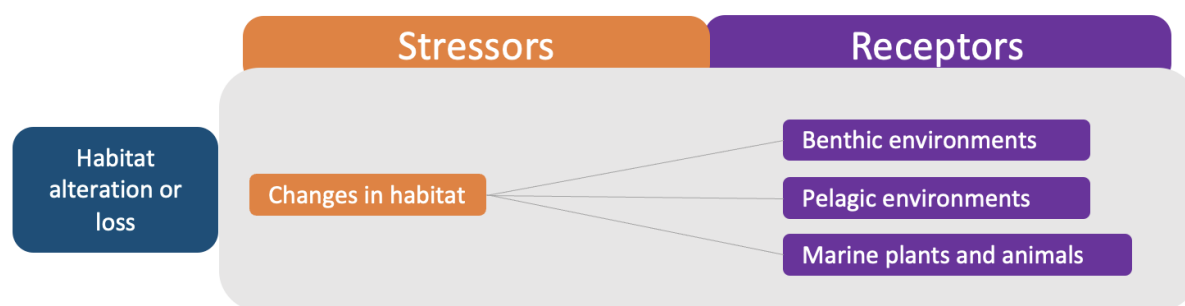 Stressors
Receptors
Habitat
alteration or
loss
Changes in habitat
Benthic environments
Pelagic environments
Marine plants and animals